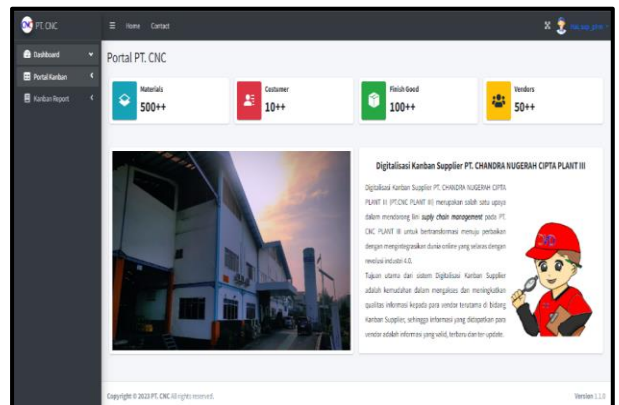 PT. CNC
Home Contact
Dashboard
Portal Kanban
Kanban Report
Portal PT. CNC
Materials
500++
Costumer
10++
Finish Good
100++
Vendors
50++
Digitalisasi Kanban Supplier PT. CHANDRA NUGERAH CIPTA PLANT III
Digitalisasi Kanban Supplier PT. CHANDRA NUGERAH CIPTA
PLANT III (PT.CNC PLANT III) merupakan salah satu upaya
dalam mendorong lini suply chain management pada PT.
CNC PLANT III untuk bertransformasi menuju perbaikan
dengan mengintegrasikan dunia online yang selaras dengan
revolusi industri 4.0.
Tujuan utama dari sistem Digitalisasi Kanban Supplier
adalah kemudahan dalam mengakses dan meningkatkan
qualitas informasi kepada para vendor terutama di bidang
Kanban Supplier, sehingga informasi yang didapatkan para
vendor adalah informasi yang valid, terbaru dan ter-update.
Copyright © 2023 PT. CNC All rights reserved.
Version 1.1.0